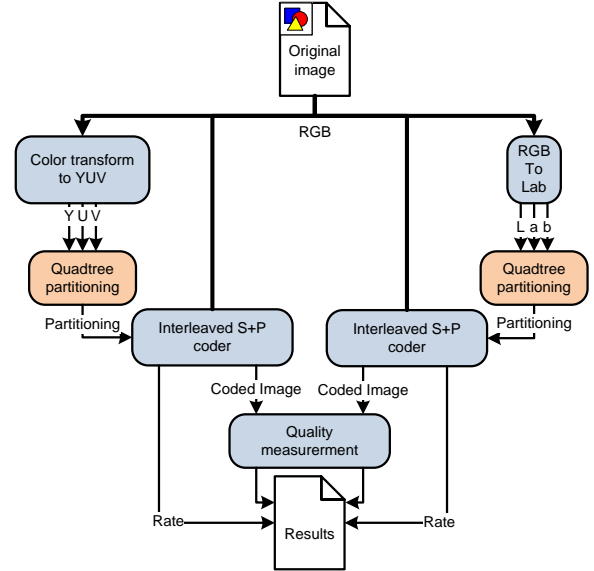 Original
image
RGB
Color transform
to YUV
RGB
To
Lab
Y U V
L a b
Quadtree
partitioning
Quadtree
partitioning
Partitioning
Partitioning
Interleaved S+P
coder
Interleaved S+P
coder
Coded Image
Coded Image
Quality
measurerment
Rate
Rate
Results